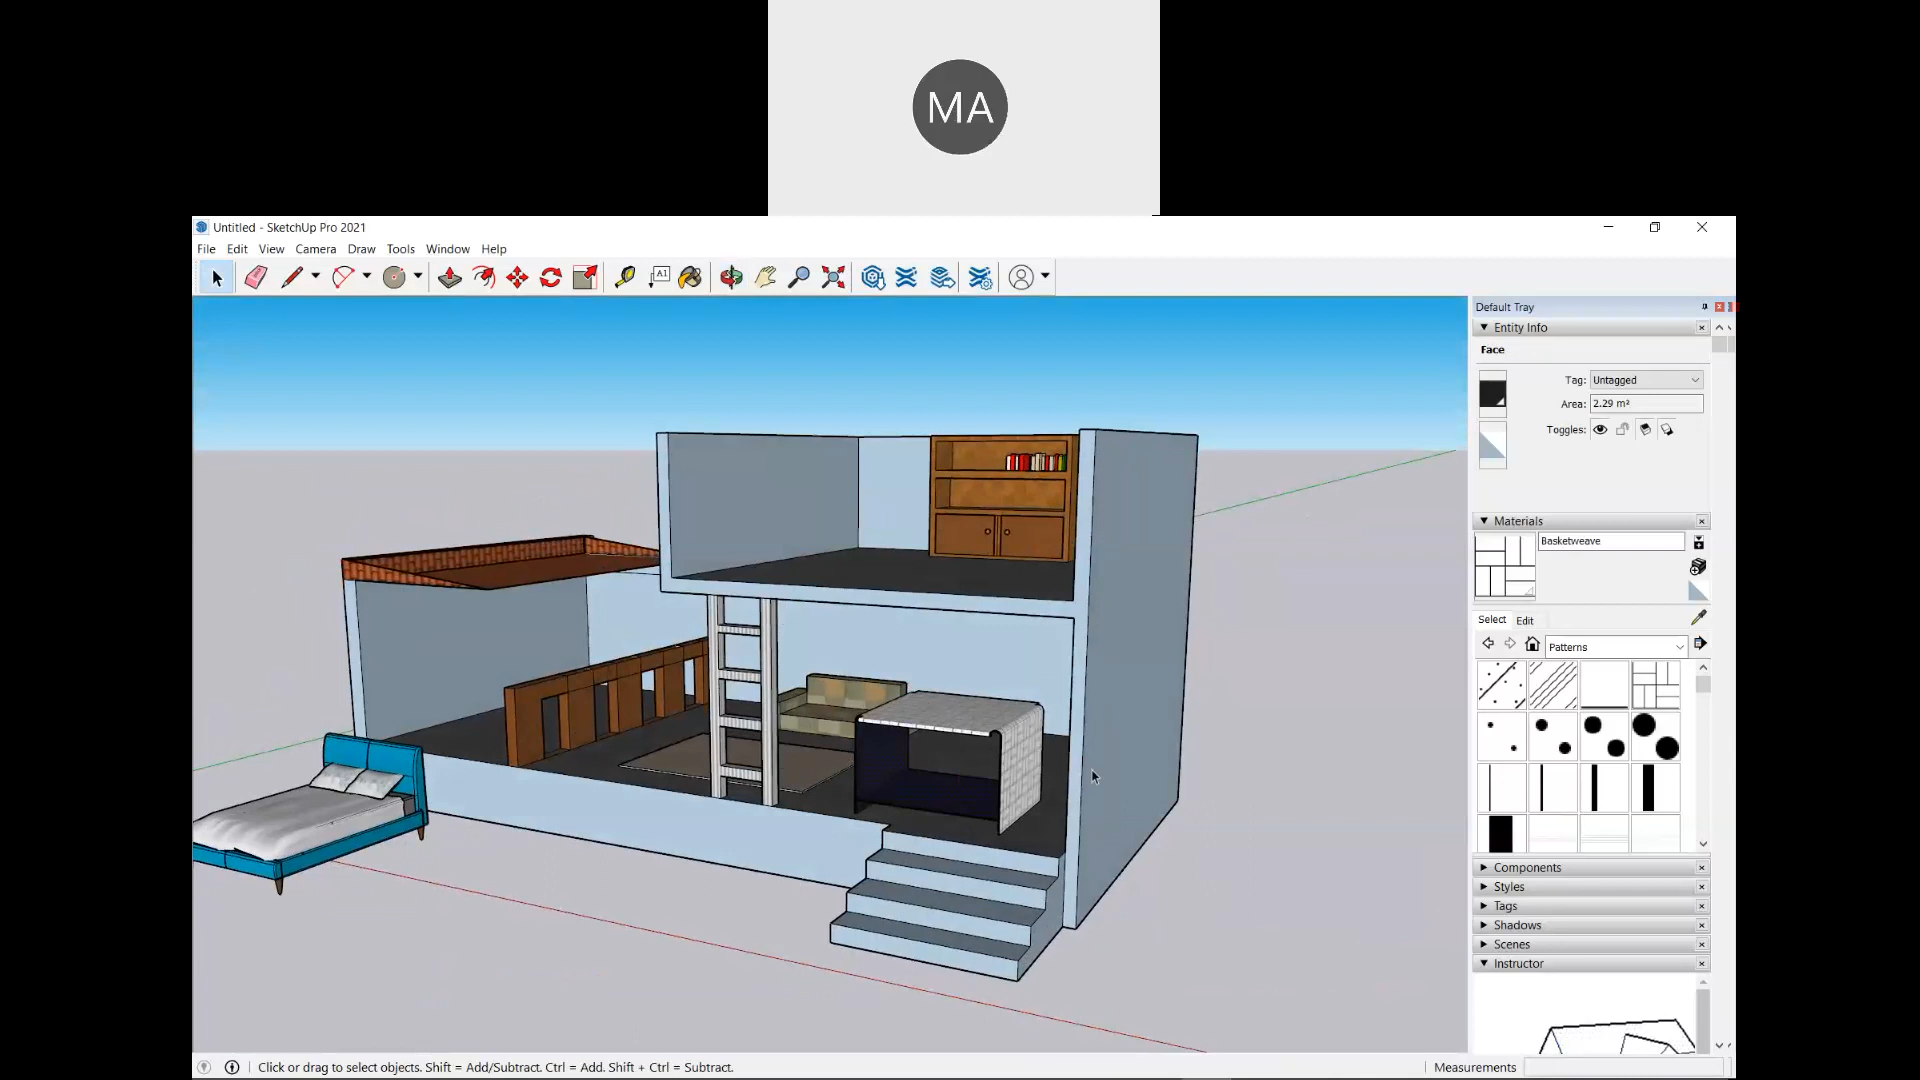 MA
Untitled - SketchUp Pro 2021
File Edit View Camera Draw Tools Window Help
A1
Default Tray
Entity Info
Face
Tag: Untagged
Area: 2.29 m²
Toggles:
Materials
Basketweave
Select Edit
Patterns
Components
Styles
Tags
Shadows
Scenes
Instructor
Click or drag to select objects. Shift = Add/Subtract. Ctrl = Add. Shift + Ctrl = Subtract.
Measurements